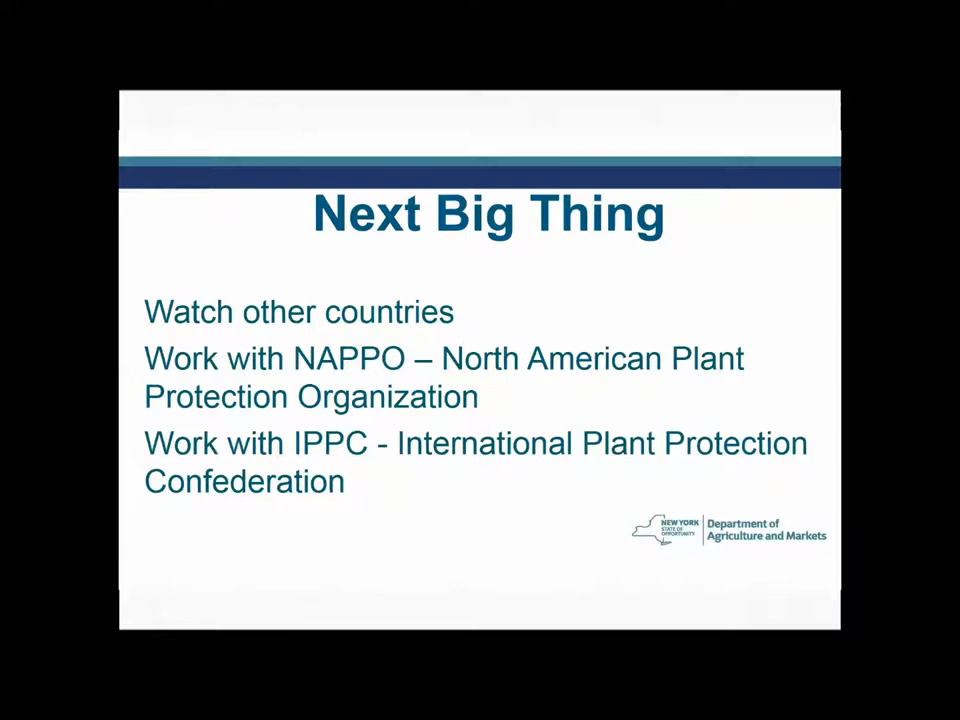 Next Big Thing
Watch other countries
Work with NAPPO – North American Plant
Protection Organization
Work with IPPC - International Plant Protection
Confederation
NEW YORK
STATE OF
OPPORTUNITY
Department of
Agriculture and Markets